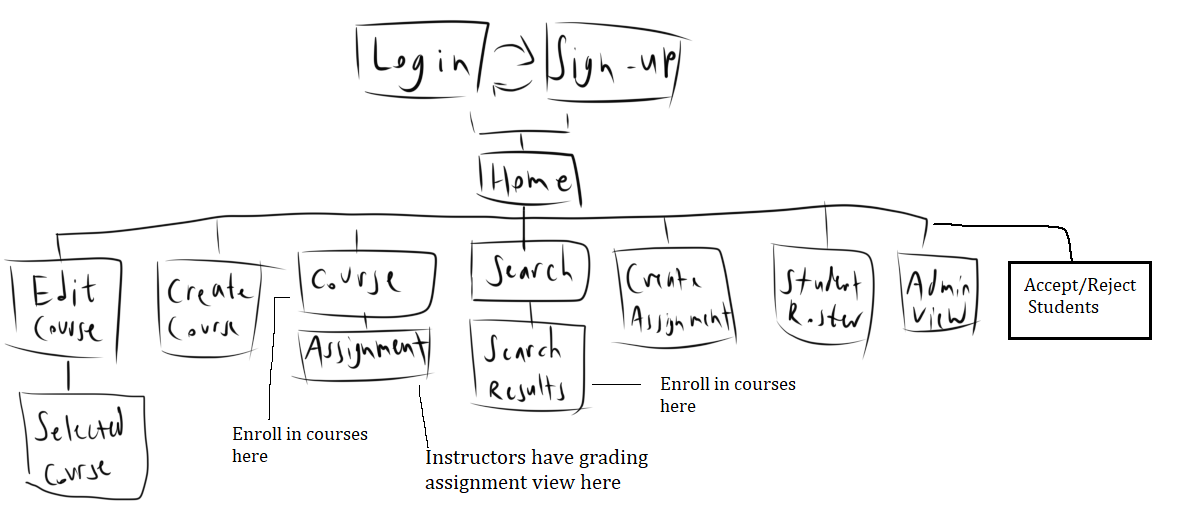 Login
Sign-up
Home
Edit
Course
Create
Course
Course
Assignment
Search
Search
Results
Create
Assignment
Student
Roster
Admin
View
Accept/Reject
Students
Selected
Course
Enroll in courses
here
Instructors have grading
assignment view here
Enroll in courses
here